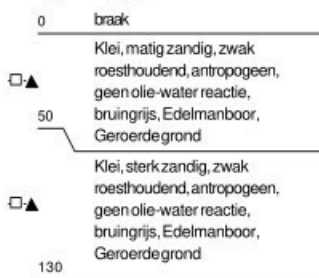 0 braak
Klei, matig zandig, zwak
roesthoudend, antropogeen,
geen olie-water reactie,
50 bruingrijs, Edelmanboor,
Geroerde grond
Klei, sterk zandig, zwak
roesthoudend, antropogeen,
geen olie-water reactie,
bruingrijs, Edelmanboor,
Geroerde grond
130